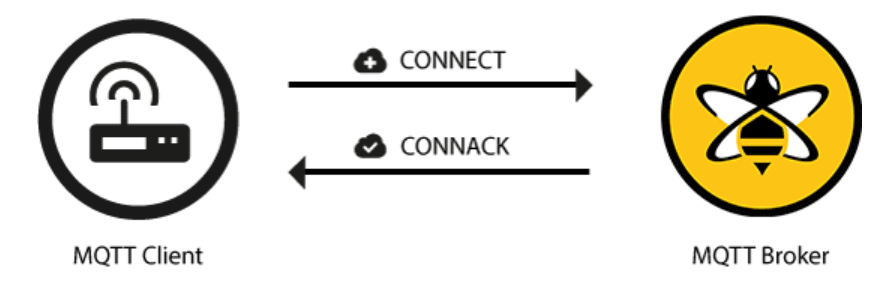 CONNECT
CONNACK
MQTT Client
MQTT Broker